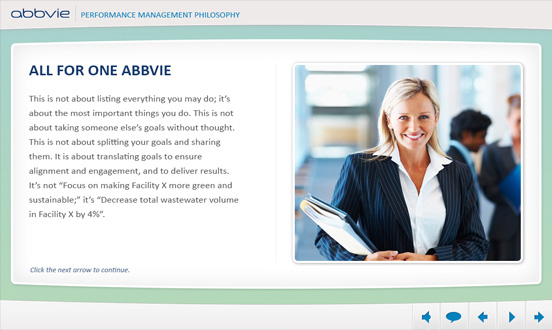 abbvie
PERFORMANCE MANAGEMENT PHILOSOPHY
ALL FOR ONE ABBVIE
This is not about listing everything you may do; it’s
about the most important things you do. This is not
about taking someone else’s goals without thought.
This is not about splitting your goals and sharing
them. It is about translating goals to ensure
alignment and engagement, and to deliver results.
It’s not “Focus on making Facility X more green and
sustainable;” it’s “Decrease total wastewater volume
in Facility X by 4%”.
Click the next arrow to continue.